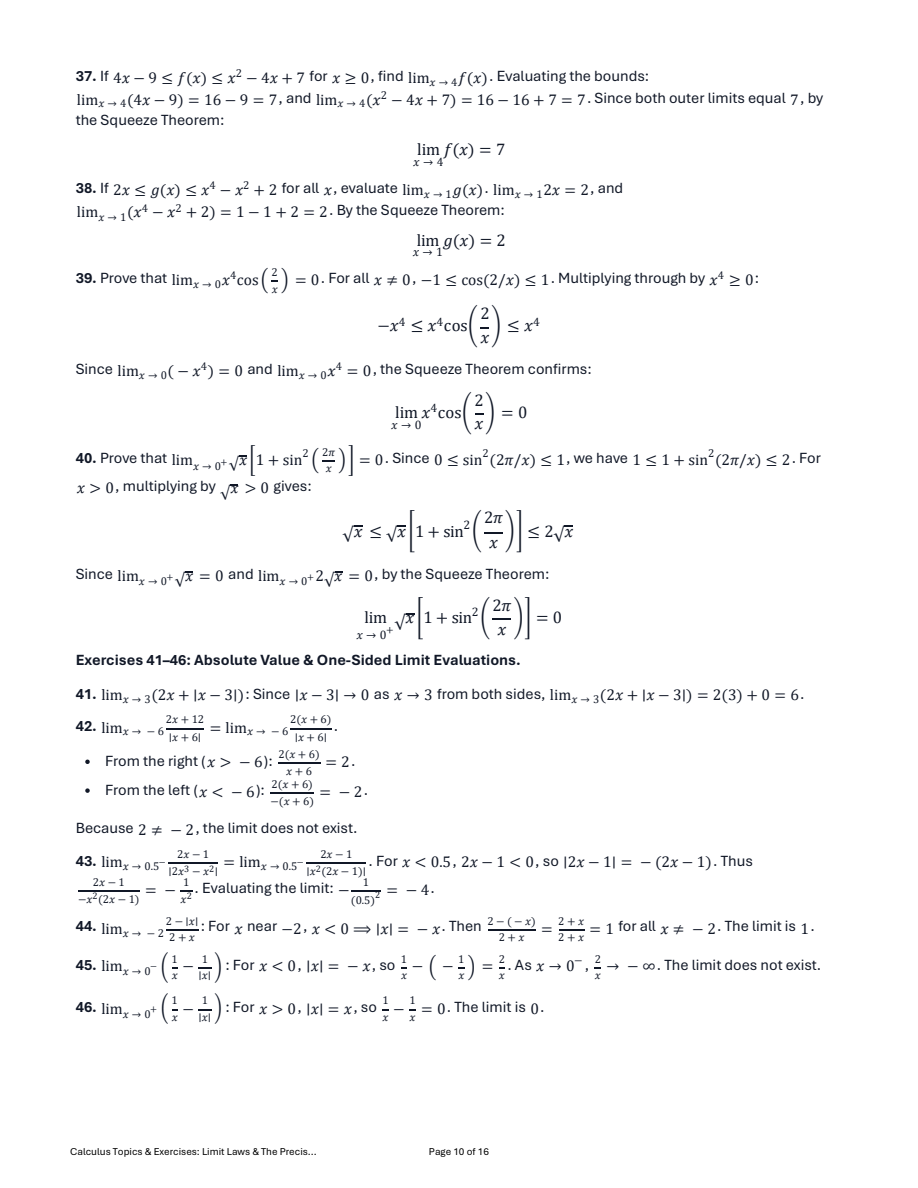 37. If 4x − 9 ≤ f(x) ≤ x² − 4x + 7 for x ≥ 0, find lim_{x → 4} f(x). Evaluating the bounds:
lim_{x → 4}(4x − 9) = 16 − 9 = 7, and lim_{x → 4}(x² − 4x + 7) = 16 − 16 + 7 = 7. Since both outer limits equal 7, by
the Squeeze Theorem:
lim_{x → 4} f(x) = 7
38. If 2x ≤ g(x) ≤ x⁴ − x² + 2 for all x, evaluate lim_{x → 1} g(x). lim_{x → 1} 2x = 2, and
lim_{x → 1}(x⁴ − x² + 2) = 1 − 1 + 2 = 2. By the Squeeze Theorem:
lim_{x → 1} g(x) = 2
39. Prove that lim_{x → 0} x⁴cos(2/x) = 0. For all x ≠ 0, −1 ≤ cos(2/x) ≤ 1. Multiplying through by x⁴ ≥ 0:
−x⁴ ≤ x⁴cos(2/x) ≤ x⁴
Since lim_{x → 0}( − x⁴) = 0 and lim_{x → 0} x⁴ = 0, the Squeeze Theorem confirms:
lim_{x → 0} x⁴cos(2/x) = 0
40. Prove that lim_{x → 0⁺} √x[1 + sin²(2π/x)] = 0. Since 0 ≤ sin²(2π/x) ≤ 1, we have 1 ≤ 1 + sin²(2π/x) ≤ 2. For
x > 0, multiplying by √x > 0 gives:
√x ≤ √x[1 + sin²(2π/x)] ≤ 2√x
Since lim_{x → 0⁺} √x = 0 and lim_{x → 0⁺} 2√x = 0, by the Squeeze Theorem:
lim_{x → 0⁺} √x[1 + sin²(2π/x)] = 0
Exercises 41–46: Absolute Value & One-Sided Limit Evaluations.
41. lim_{x → 3}(2x + |x − 3|): Since |x − 3| → 0 as x → 3 from both sides, lim_{x → 3}(2x + |x − 3|) = 2(3) + 0 = 6.
42. lim_{x → − 6} (2x + 12)/|x + 6| = lim_{x → − 6} 2(x + 6)/|x + 6|.
• From the right (x > − 6): 2(x + 6)/(x + 6) = 2.
• From the left (x < − 6): 2(x + 6)/(−(x + 6)) = − 2.
Because 2 ≠ − 2, the limit does not exist.
43. lim_{x → 0.5⁻} (2x − 1)/|2x³ − x²| = lim_{x → 0.5⁻} (2x − 1)/|x²(2x − 1)|. For x < 0.5, 2x − 1 < 0, so |2x − 1| = − (2x − 1). Thus
(2x − 1)/(−x²(2x − 1)) = − 1/x². Evaluating the limit: − 1/(0.5)² = − 4.
44. lim_{x → − 2} (2 − |x|)/(2 + x): For x near −2, x < 0 ⟹ |x| = − x. Then (2 − ( − x))/(2 + x) = (2 + x)/(2 + x) = 1 for all x ≠ − 2. The limit is 1.
45. lim_{x → 0⁻} (1/x − 1/|x|): For x < 0, |x| = − x, so 1/x − ( − 1/x) = 2/x. As x → 0⁻, 2/x → − ∞. The limit does not exist.
46. lim_{x → 0⁺} (1/x − 1/|x|): For x > 0, |x| = x, so 1/x − 1/x = 0. The limit is 0.
Calculus Topics & Exercises: Limit Laws & The Precis... Page 10 of 16